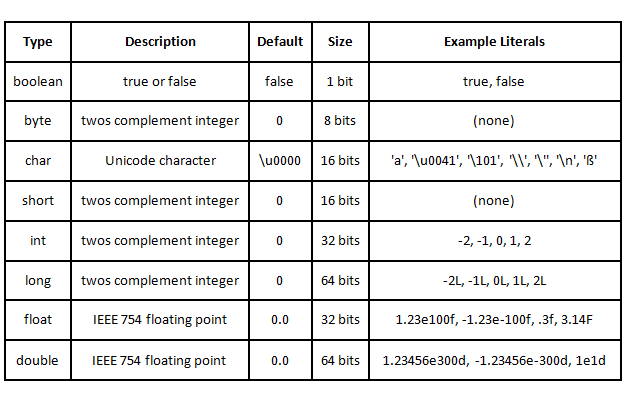 Type Description Default Size Example Literals
boolean true or false false 1 bit true, false
byte twos complement integer 0 8 bits (none)
char Unicode character \u0000 16 bits 'a', '\u0041', '\101', '\\', '\'', '\n', 'ß'
short twos complement integer 0 16 bits (none)
int twos complement integer 0 32 bits -2, -1, 0, 1, 2
long twos complement integer 0 64 bits -2L, -1L, 0L, 1L, 2L
float IEEE 754 floating point 0.0 32 bits 1.23e100f, -1.23e-100f, .3f, 3.14F
double IEEE 754 floating point 0.0 64 bits 1.23456e300d, -1.23456e-300d, 1e1d